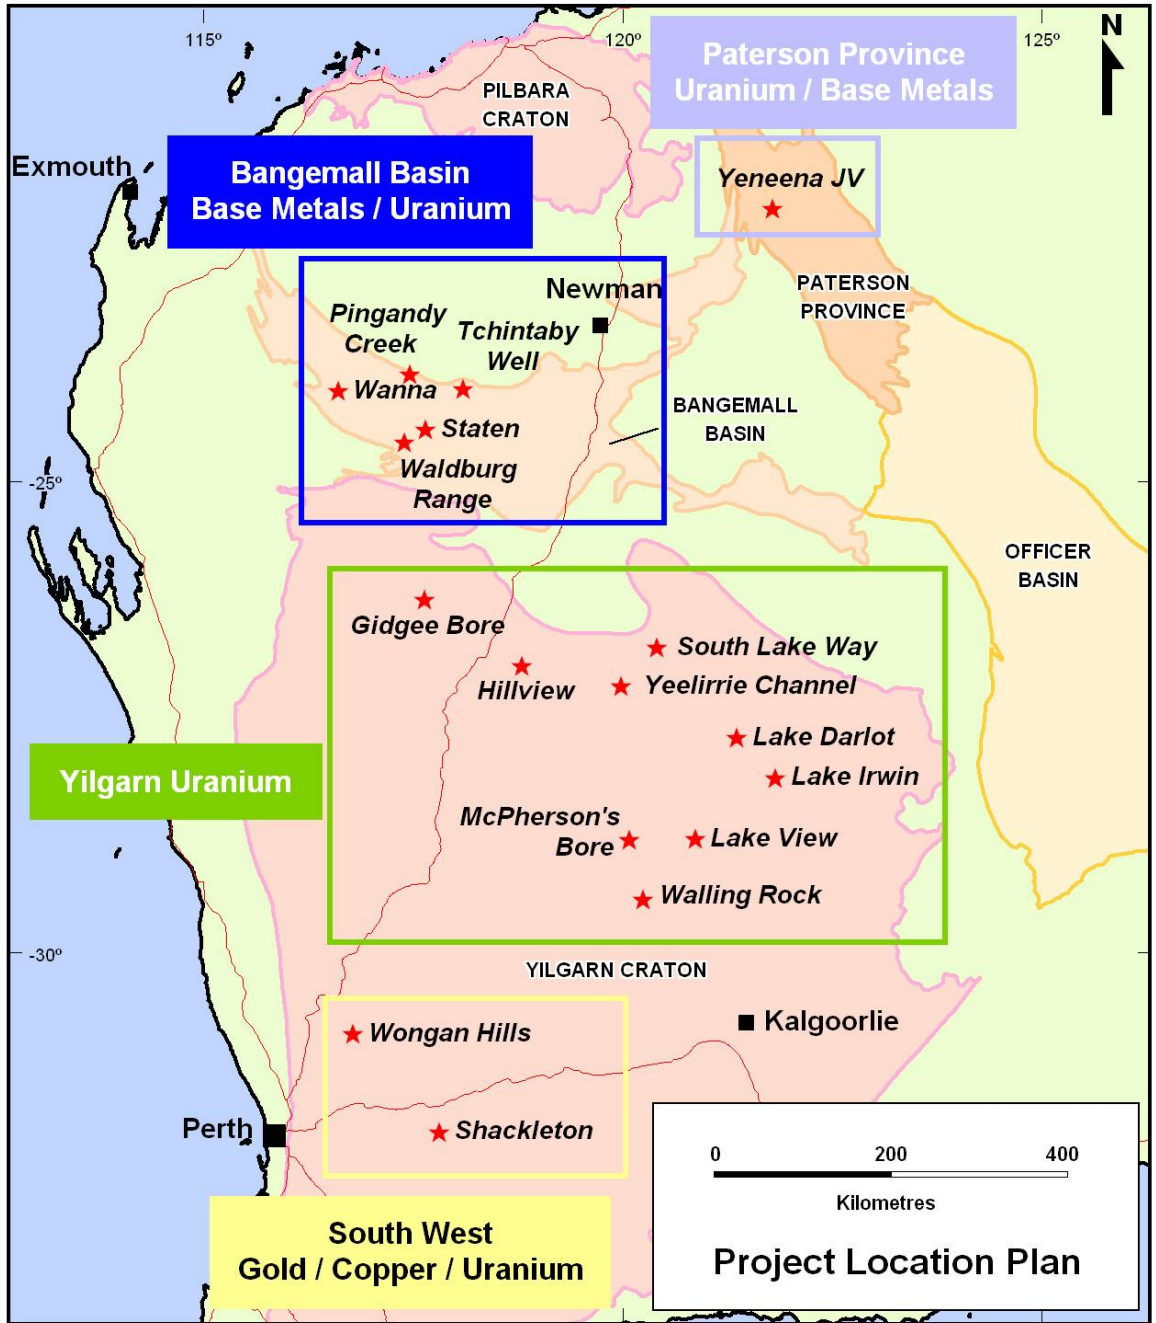 115º
120º
125º
N
Paterson Province
Uranium / Base Metals
PILBARA
CRATON
Exmouth
Bangemall Basin
Base Metals / Uranium
Yeneena JV
PATERSON
PROVINCE
Newman
Pingandy
Creek
Tchintaby
Well
Wanna
Staten
Waldburg
Range
BANGEMALL
BASIN
-25º
OFFICER
BASIN
Gidgee Bore
South Lake Way
Hillview
Yeelirrie Channel
Lake Darlot
Lake Irwin
Yilgarn Uranium
McPherson's
Bore
Lake View
Walling Rock
-30º
YILGARN CRATON
Wongan Hills
Kalgoorlie
Perth
Shackleton
0 200 400
Kilometres
Project Location Plan
South West
Gold / Copper / Uranium